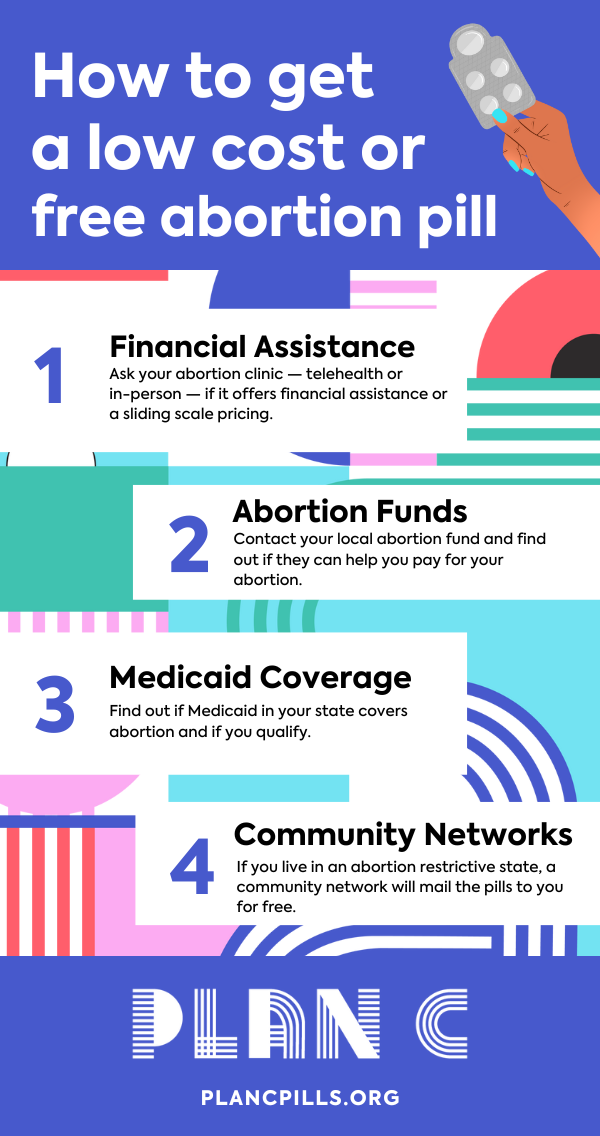 How to get
a low cost or
free abortion pill
1
Financial Assistance
Ask your abortion clinic — telehealth or
in-person — if it offers financial assistance or
a sliding scale pricing.
2
Abortion Funds
Contact your local abortion fund and find
out if they can help you pay for your
abortion.
3
Medicaid Coverage
Find out if Medicaid in your state covers
abortion and if you qualify.
4
Community Networks
If you live in an abortion restrictive state, a
community network will mail the pills to you
for free.
PLAN C
PLANCPILLS.ORG